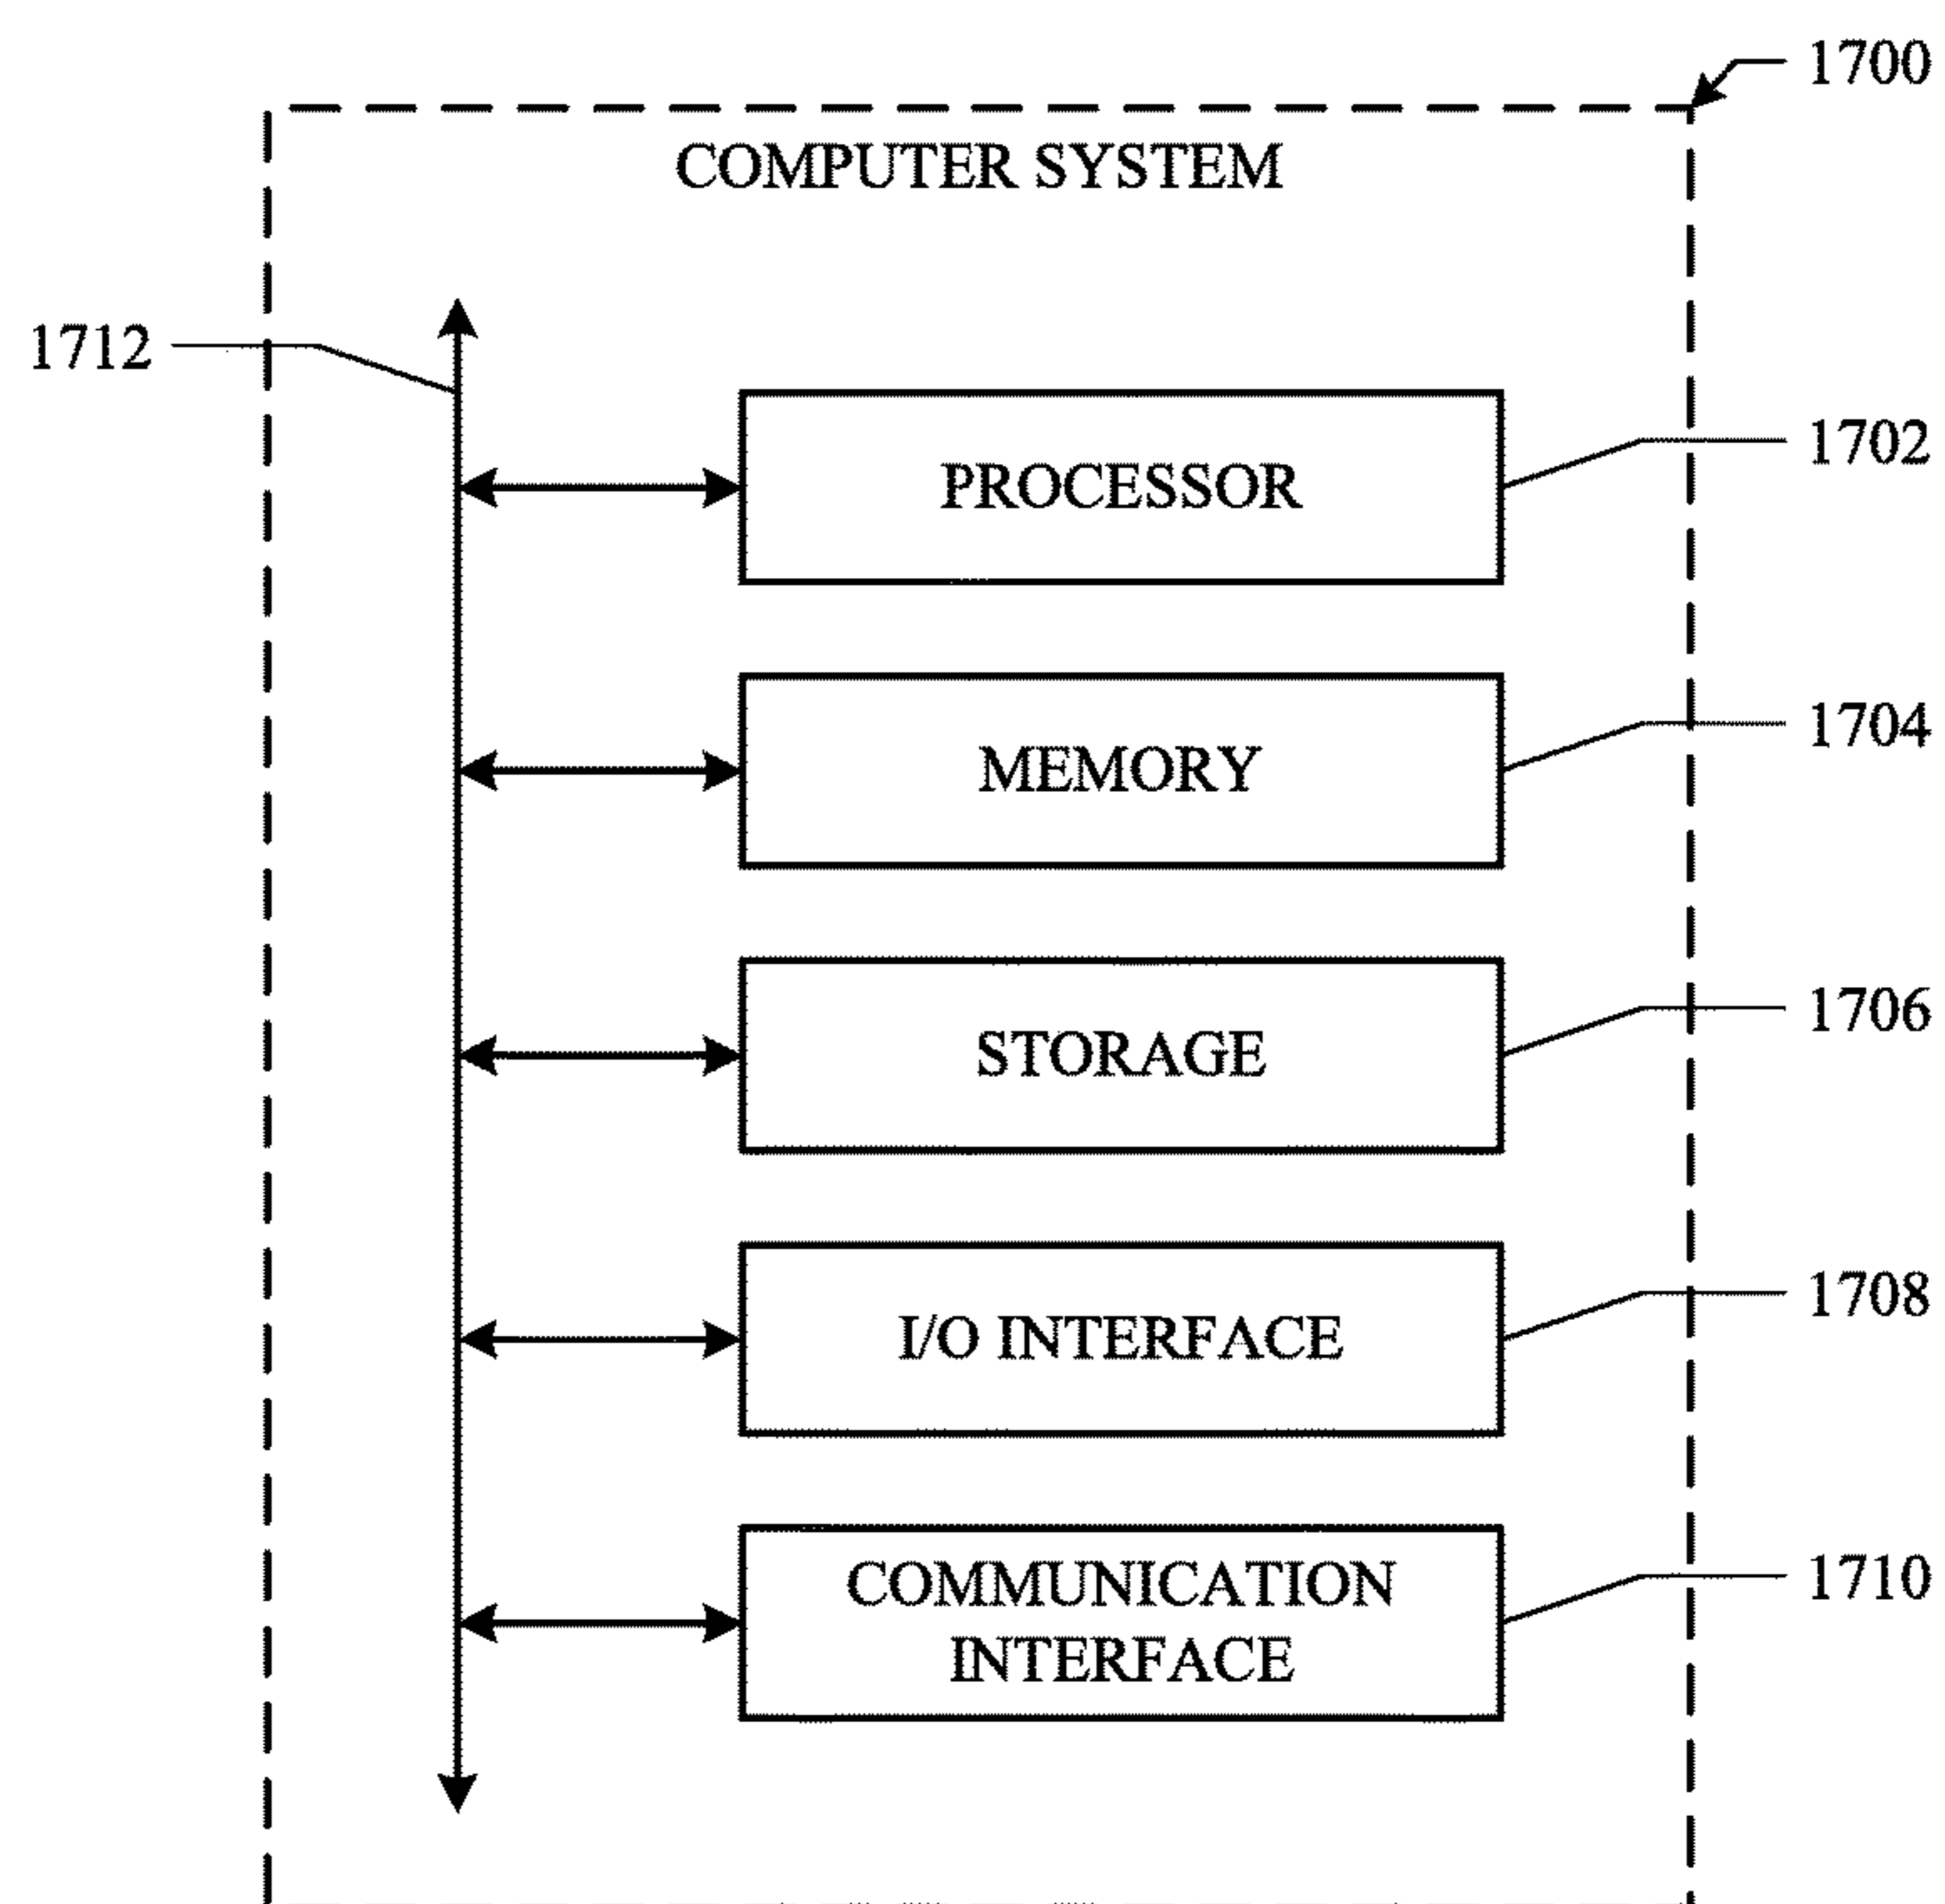 1700
COMPUTER SYSTEM
1712
1702
PROCESSOR
1704
MEMORY
1706
STORAGE
1708
I/O INTERFACE
1710
COMMUNICATION
INTERFACE